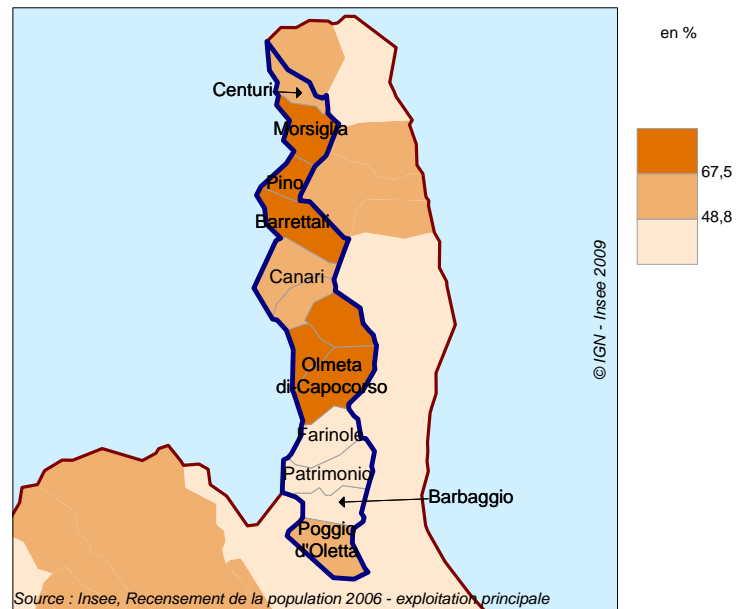 en %
67,5
48,8
Centuri
Morsiglia
Pino
Barrettali
Canari
Olmeta
di-Capocorso
Farinole
Patrimonio
Barbaggio
Poggio
d'Oletta
© IGN - Insee 2009
Source : Insee, Recensement de la population 2006 - exploitation principale